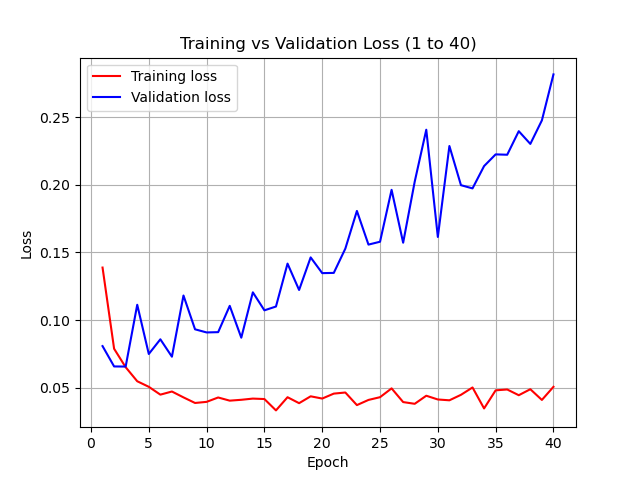 Training vs Validation Loss (1 to 40)
Training loss
Validation loss
0.25
0.20
0.15
0.10
0.05
Loss
0 5 10 15 20 25 30 35 40
Epoch